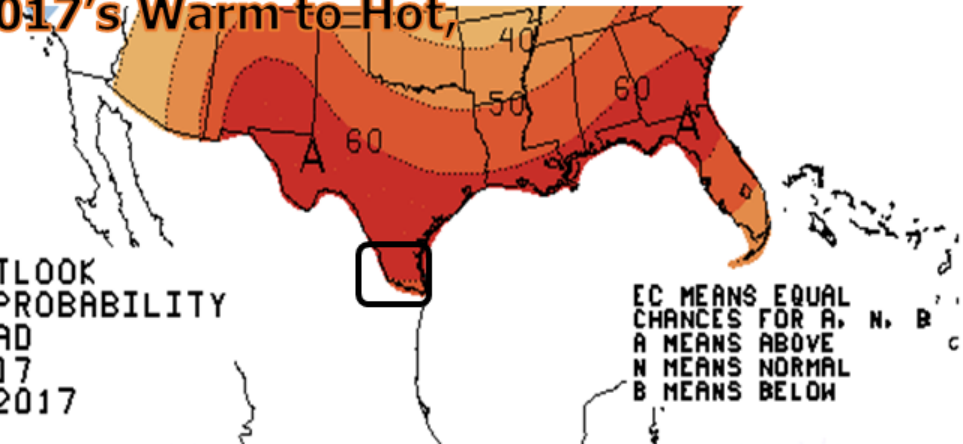 017's Warm to Hot,
40
50
60
60
A
A
TLOOK
PROBABILITY
AD
17
2017
EC MEANS EQUAL
CHANCES FOR A, N, B
A MEANS ABOVE
N MEANS NORMAL
B MEANS BELOW
C